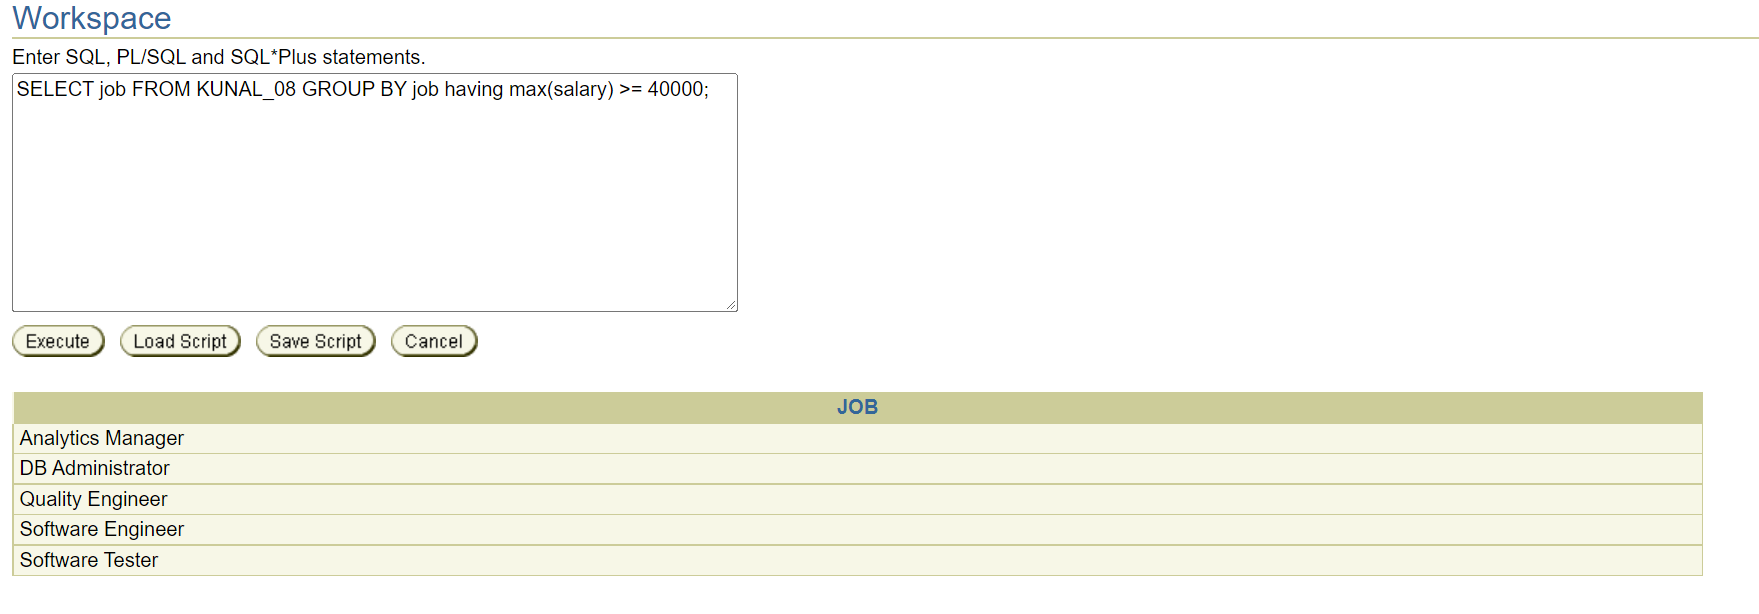 Workspace
Enter SQL, PL/SQL and SQL*Plus statements.
SELECT job FROM KUNAL_08 GROUP BY job having max(salary) >= 40000;
Execute Load Script Save Script Cancel
JOB
Analytics Manager
DB Administrator
Quality Engineer
Software Engineer
Software Tester